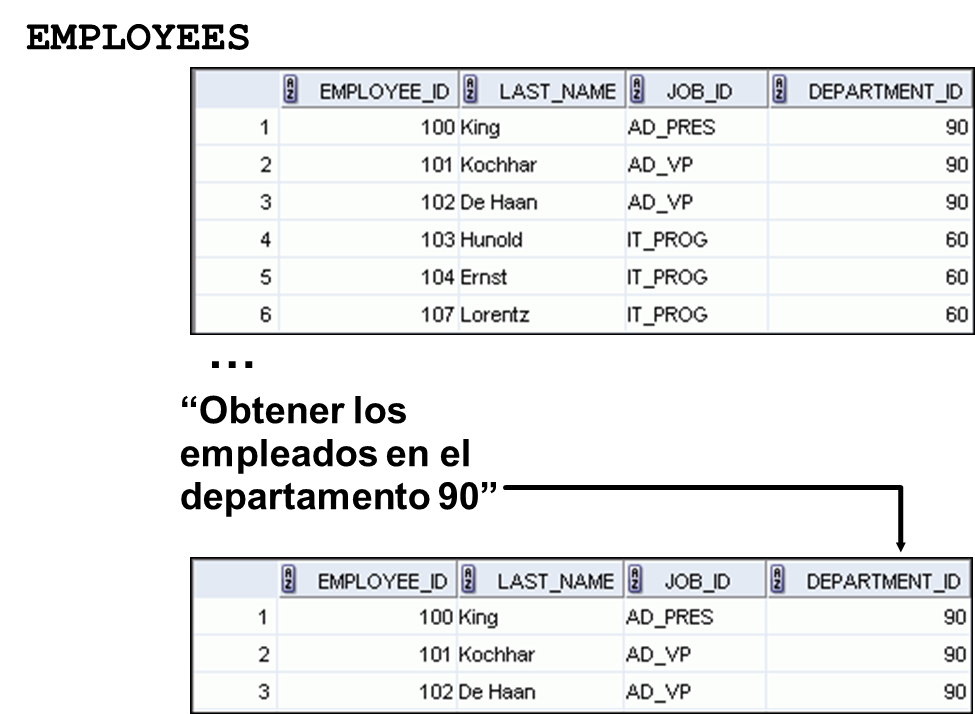 EMPLOYEES
EMPLOYEE_ID LAST_NAME JOB_ID DEPARTMENT_ID
1 100 King AD_PRES 90
2 101 Kochhar AD_VP 90
3 102 De Haan AD_VP 90
4 103 Hunold IT_PROG 60
5 104 Ernst IT_PROG 60
6 107 Lorentz IT_PROG 60
…
“Obtener los
empleados en el
departamento 90”
EMPLOYEE_ID LAST_NAME JOB_ID DEPARTMENT_ID
1 100 King AD_PRES 90
2 101 Kochhar AD_VP 90
3 102 De Haan AD_VP 90